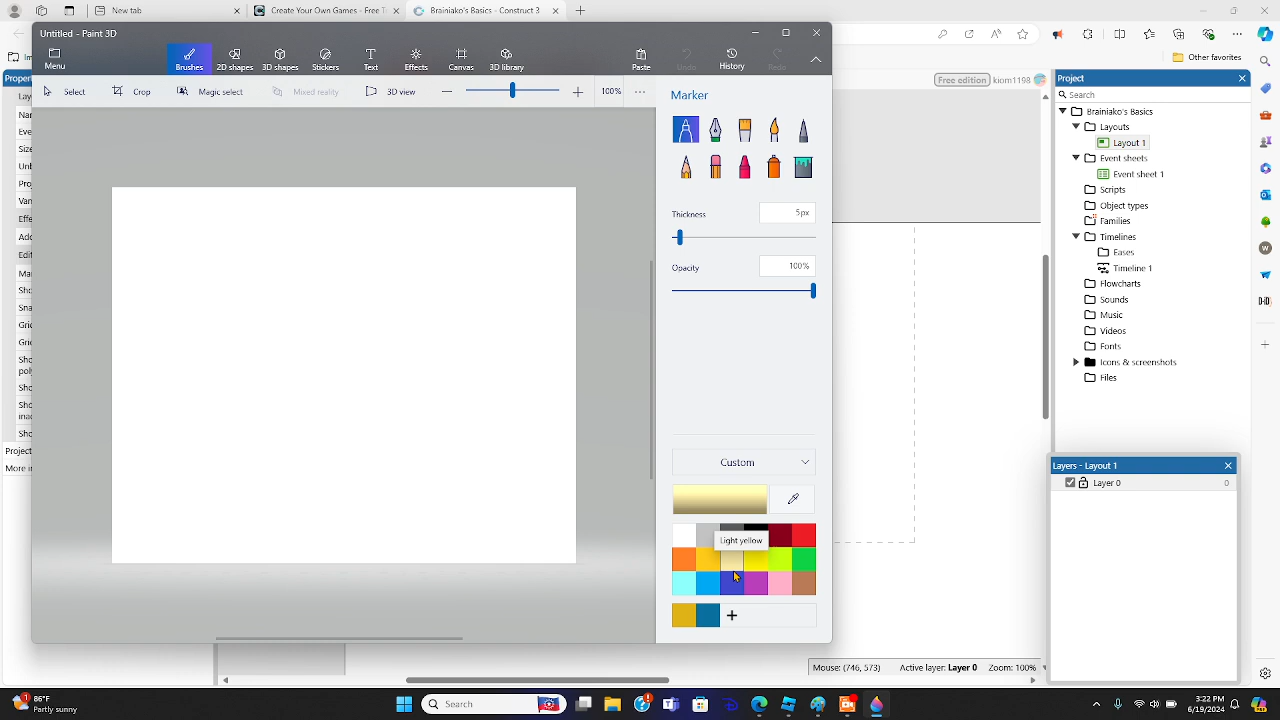 New tab
Create Your Own Games - Free T
Brainiako's Basics - Construct 3
Untitled - Paint 3D
Other favorites
Menu
Brushes
2D shapes
3D shapes
Stickers
Text
Effects
Canvas
3D library
Paste
Undo
History
Redo
Select
Crop
Magic select
Mixed reality
3D view
100%
Marker
Thickness
5px
Opacity
100%
Custom
Light yellow
Free edition
kiom1198
Project
Search
Brainiako's Basics
Layouts
Layout 1
Event sheets
Event sheet 1
Scripts
Object types
Families
Timelines
Eases
Timeline 1
Flowcharts
Sounds
Music
Videos
Fonts
Icons & screenshots
Files
Layers - Layout 1
Layer 0
0
Mouse: (746, 573)
Active layer: Layer 0
Zoom: 100%
86°F
Partly sunny
Search
3:22 PM
6/19/2024